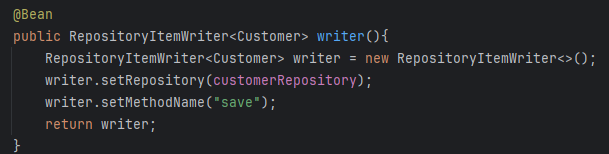 @Bean
public RepositoryItemWriter<Customer> writer(){
    RepositoryItemWriter<Customer> writer = new RepositoryItemWriter<>();
    writer.setRepository(customerRepository);
    writer.setMethodName("save");
    return writer;
}